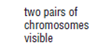 two pairs of
chromosomes
visible